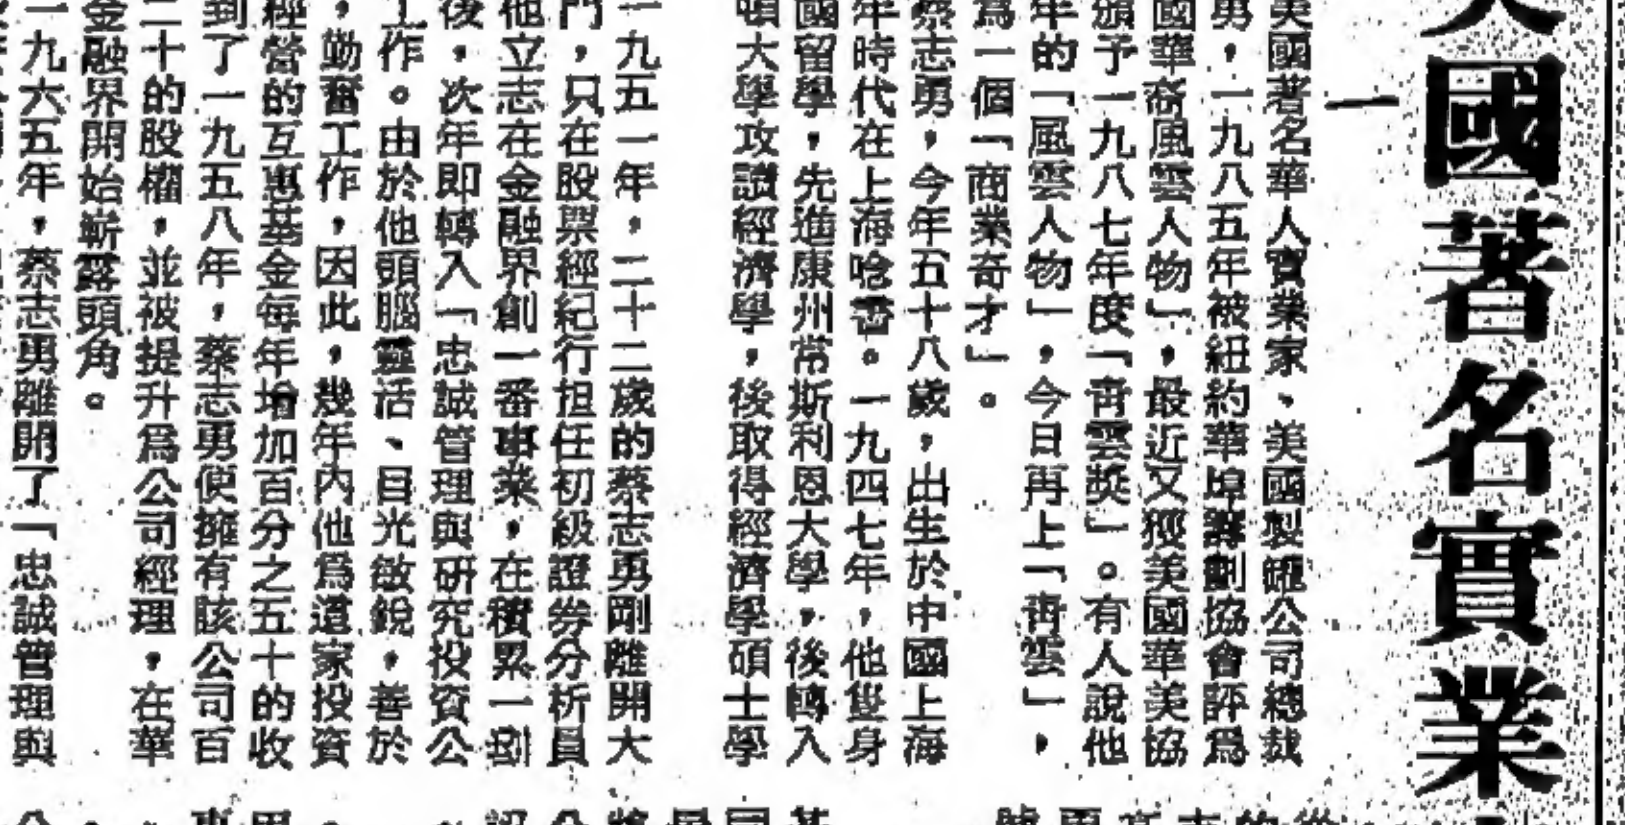 美國著名實業
美國著名華人實業家、美國製罐公司總裁
勇，一九八五年被紐約華埠籌劃協會評爲
國華裔風雲人物」，最近又獲美國華美協
頒予一九八七年度「靑雲獎」。有人說他
年的「風雲人物」，今日再上「靑雲」，
爲一個「商業奇才」。
蔡志勇，今年五十八歲，出生於中國上海
年時代在上海唸書。一九四七年，他隻身
國留學，先進康州常斯利恩大學，後轉入
頓大學攻讀經濟學，後取得經濟學碩士學
一九五一年，二十二歲的蔡志勇剛離開大
門，只在股票經紀行担任初級證券分析員
他立志在金融界創一番事業，在積累一
後，次年即轉入「忠誠管理與研究投資公
工作。由於他頭腦靈活、目光敏銳，善於
，勤奮工作，因此，幾年內他爲這家投資
經營的互惠基金每年增加百分之五十的收
到了一九五八年，蔡志勇便擁有該公司百
二十的股權，並被提升爲公司經理，在華
金融界開始嶄露頭角。
一九六五年，蔡志勇離開了「忠誠管理與